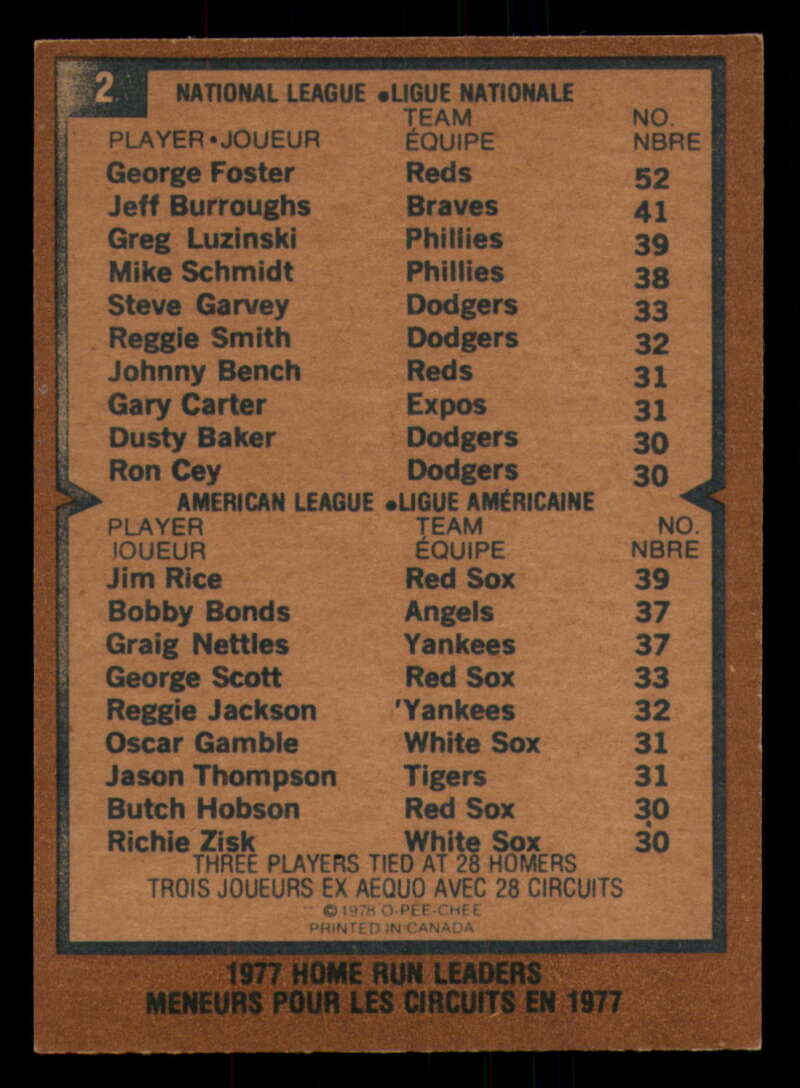 2
NATIONAL LEAGUE •LIGUE NATIONALE
PLAYER•JOUEUR TEAM ÉQUIPE NO. NBRE
George Foster Reds 52
Jeff Burroughs Braves 41
Greg Luzinski Phillies 39
Mike Schmidt Phillies 38
Steve Garvey Dodgers 33
Reggie Smith Dodgers 32
Johnny Bench Reds 31
Gary Carter Expos 31
Dusty Baker Dodgers 30
Ron Cey Dodgers 30
AMERICAN LEAGUE •LIGUE AMÉRICAINE
PLAYER TEAM NO.
JOUEUR ÉQUIPE NBRE
Jim Rice Red Sox 39
Bobby Bonds Angels 37
Graig Nettles Yankees 37
George Scott Red Sox 33
Reggie Jackson 'Yankees 32
Oscar Gamble White Sox 31
Jason Thompson Tigers 31
Butch Hobson Red Sox 30
Richie Zisk White Sox 30
THREE PLAYERS TIED AT 28 HOMERS
TROIS JOUEURS EX AEQUO AVEC 28 CIRCUITS
© 1978 O-PEE-CHEE
PRINTED IN CANADA
1977 HOME RUN LEADERS
MENEURS POUR LES CIRCUITS EN 1977